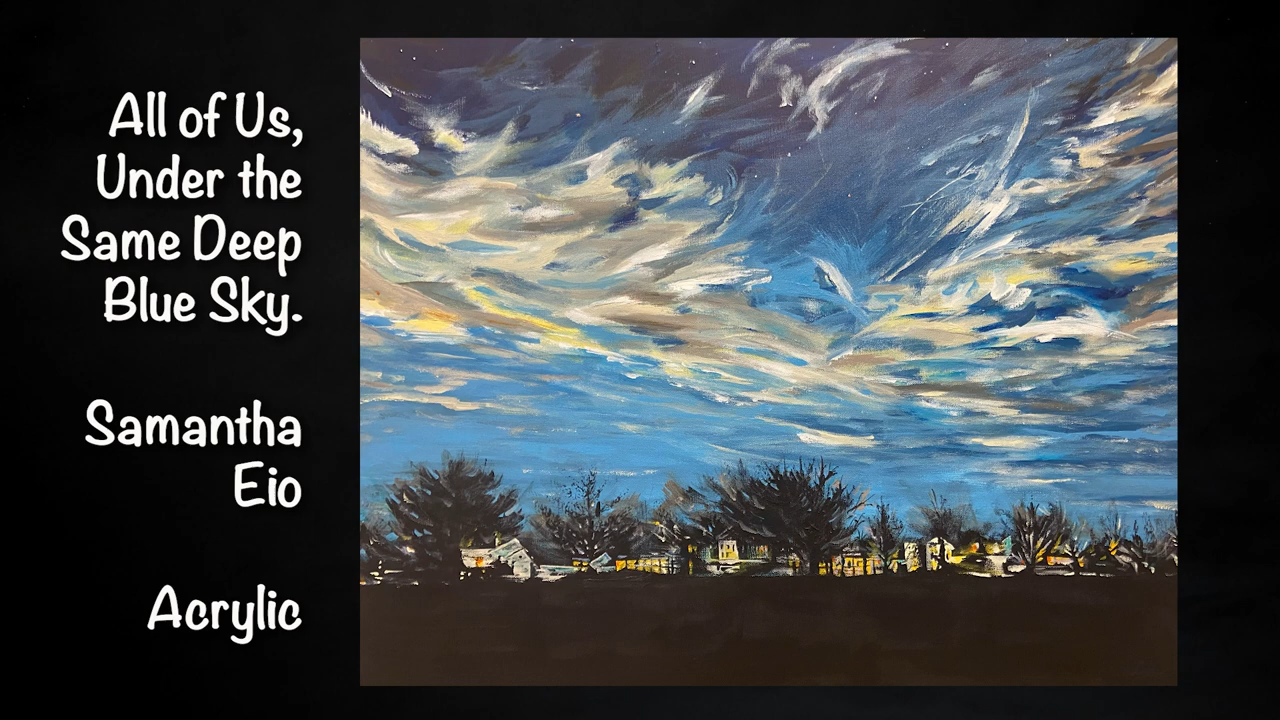 All of Us,
Under the
Same Deep
Blue Sky.
Samantha
Eio
Acrylic